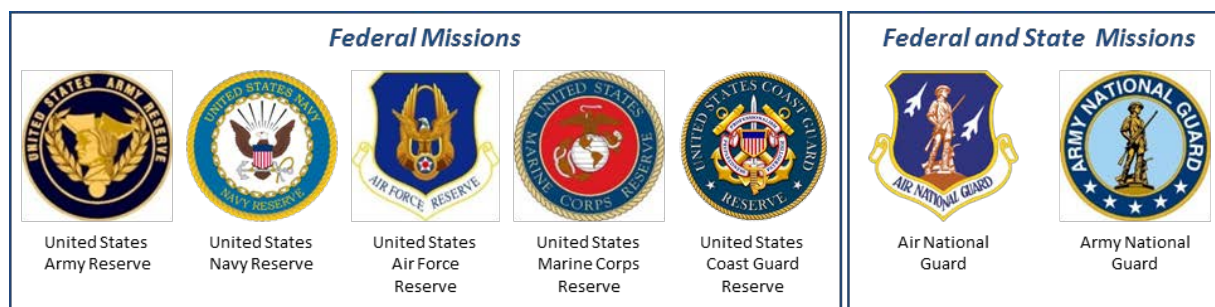 Federal Missions
UNITED STATES ARMY RESERVE
UNITED STATES NAVY
NAVY RESERVE
AIR FORCE RESERVE
UNITED STATES
MARINE CORPS RESERVE
UNITED STATES COAST GUARD
RESERVE
United States
Army Reserve
United States
Navy Reserve
United States
Air Force
Reserve
United States
Marine Corps
Reserve
United States
Coast Guard
Reserve
Federal and State Missions
AIR NATIONAL GUARD
ARMY NATIONAL GUARD
Air National
Guard
Army National
Guard